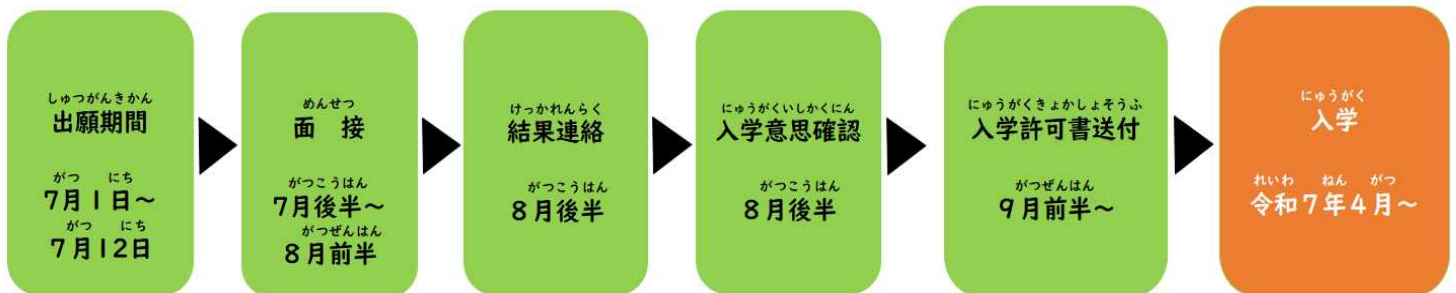 しゅつがんきかん
出願期間
がつ にち
7月1日～
がつ にち
7月12日
めんせつ
面 接
がつこうはん
7月後半～
がつぜんはん
8月前半
けっかれんらく
結果連絡
がつこうはん
8月後半
にゅうがくいしかくにん
入学意思確認
がつこうはん
8月後半
にゅうがくきょかしょそうふ
入学許可書送付
がつぜんはん
9月前半～
にゅうがく
入学
れいわ ねん がつ
令和7年4月～